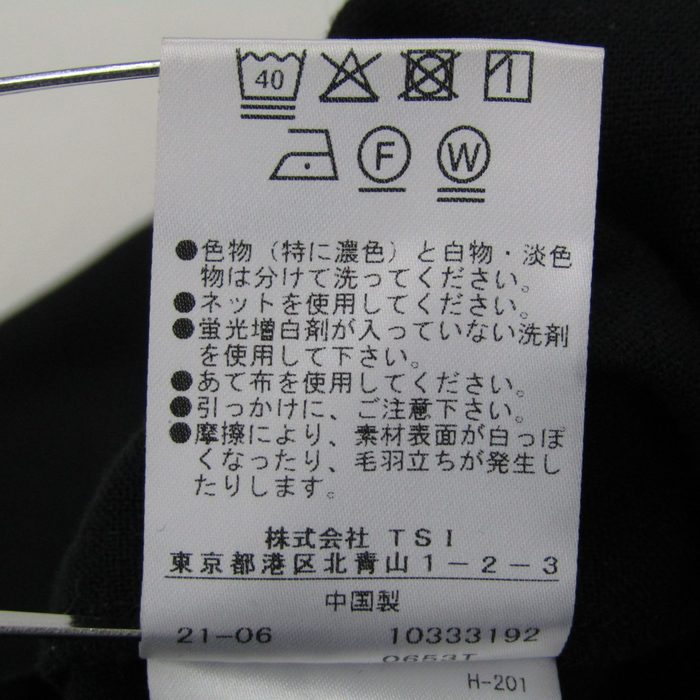 40
F W
●色物（特に濃色）と白物・淡色
物は分けて洗ってください。
●ネットを使用してください。
●蛍光増白剤が入っていない洗剤
を使用して下さい。
●あて布を使用してください。
●引っかけに、ご注意下さい。
●摩擦により、素材表面が白っぽ
くなったり、毛羽立ちが発生し
たりします。
株式会社 TSI
東京都港区北青山1－2－3
中国製
21-06 10333192
0653T
H-201